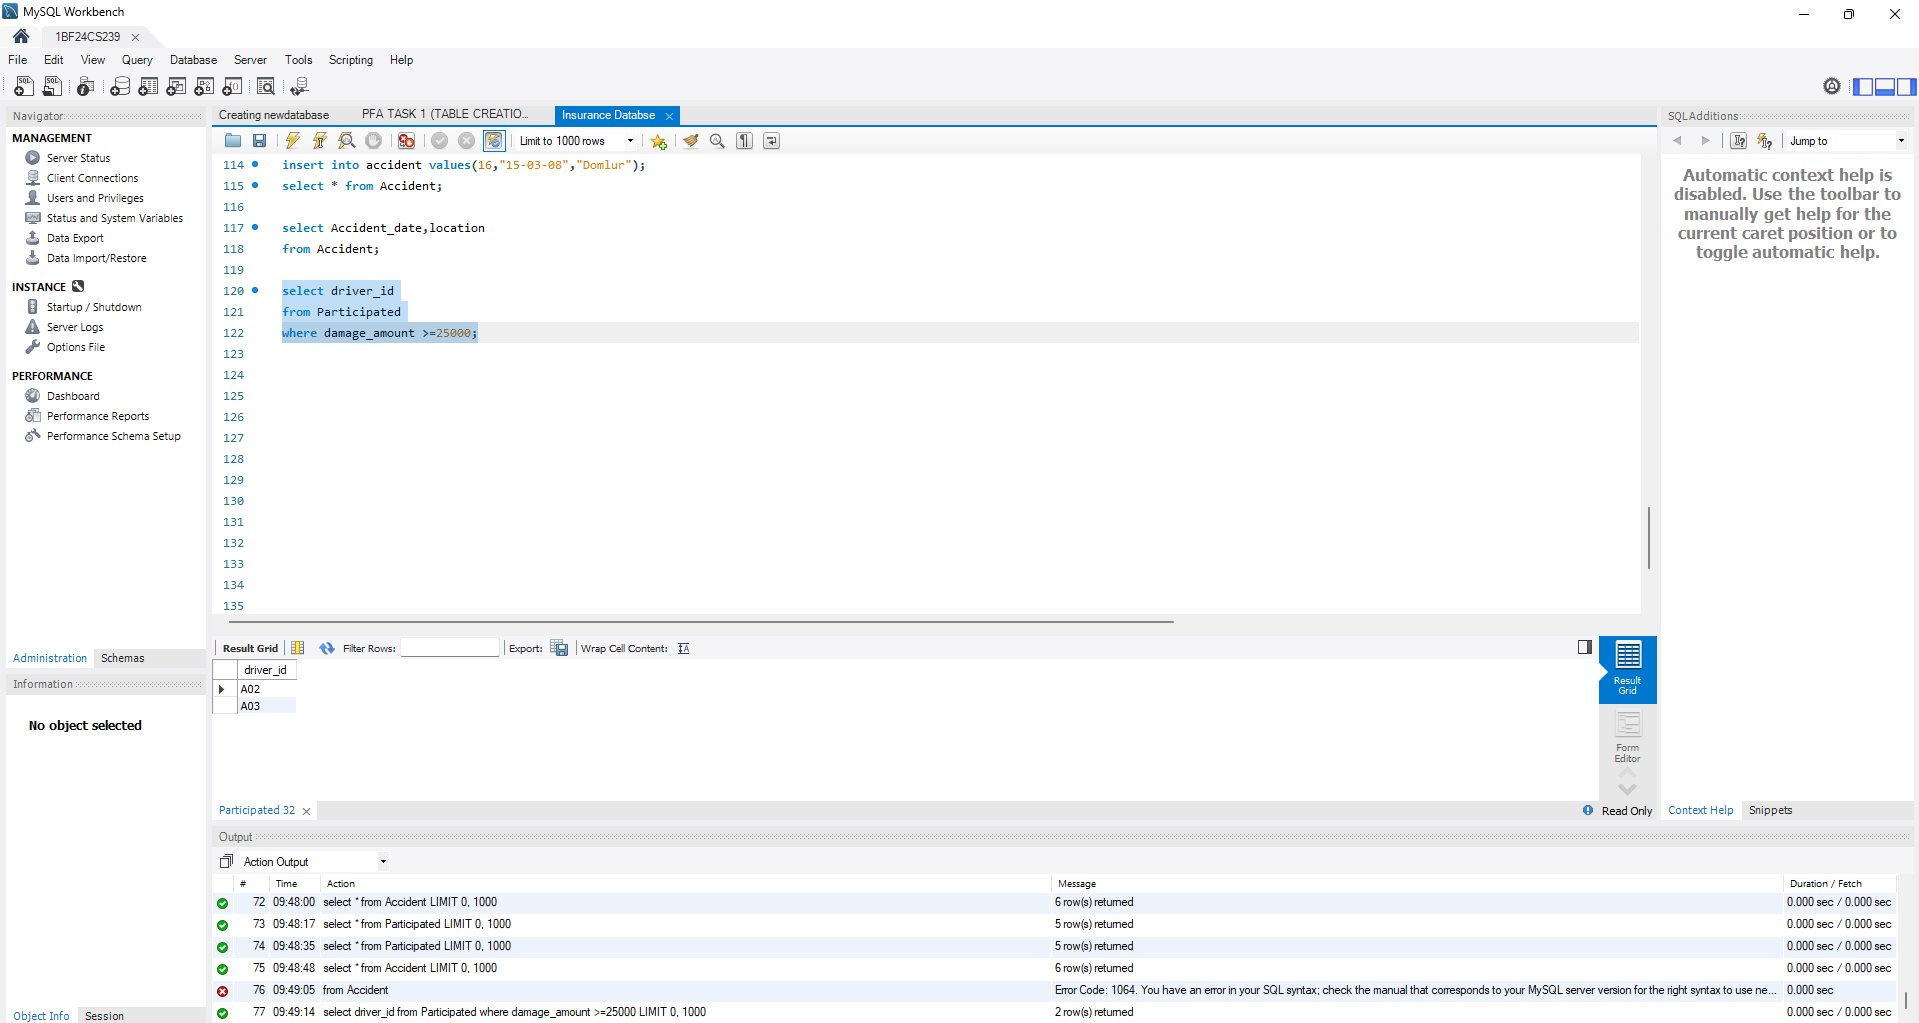 MySQL Workbench
1BF24CS239
File Edit View Query Database Server Tools Scripting Help
Navigator
MANAGEMENT
Server Status
Client Connections
Users and Privileges
Status and System Variables
Data Export
Data Import/Restore
INSTANCE
Startup / Shutdown
Server Logs
Options File
PERFORMANCE
Dashboard
Performance Reports
Performance Schema Setup
Administration Schemas
Information
No object selected
Object Info Session
Creating newdatabase PFA TASK 1 (TABLE CREATIO... Insurance Databse
Limit to 1000 rows
114 insert into accident values(16,"15-03-08","Domlur");
115 select * from Accident;
116
117 select Accident_date,location
118 from Accident;
119
120 select driver_id
121 from Participated
122 where damage_amount >=25000;
123
124
125
126
127
128
129
130
131
132
133
134
135
Result Grid Filter Rows: Export: Wrap Cell Content:
driver_id
A02
A03
Result
Grid
Form
Editor
Participated 32 Read Only
Output
Action Output
# Time Action Message Duration / Fetch
72 09:48:00 select * from Accident LIMIT 0, 1000 6 row(s) returned 0.000 sec / 0.000 sec
73 09:48:17 select * from Participated LIMIT 0, 1000 5 row(s) returned 0.000 sec / 0.000 sec
74 09:48:35 select * from Participated LIMIT 0, 1000 5 row(s) returned 0.000 sec / 0.000 sec
75 09:48:48 select * from Accident LIMIT 0, 1000 6 row(s) returned 0.000 sec / 0.000 sec
76 09:49:05 from Accident Error Code: 1064. You have an error in your SQL syntax; check the manual that corresponds to your MySQL server version for the right syntax to use ne... 0.000 sec
77 09:49:14 select driver_id from Participated where damage_amount >=25000 LIMIT 0, 1000 2 row(s) returned 0.000 sec / 0.000 sec
SQLAdditions
Jump to
Automatic context help is
disabled. Use the toolbar to
manually get help for the
current caret position or to
toggle automatic help.
Context Help Snippets